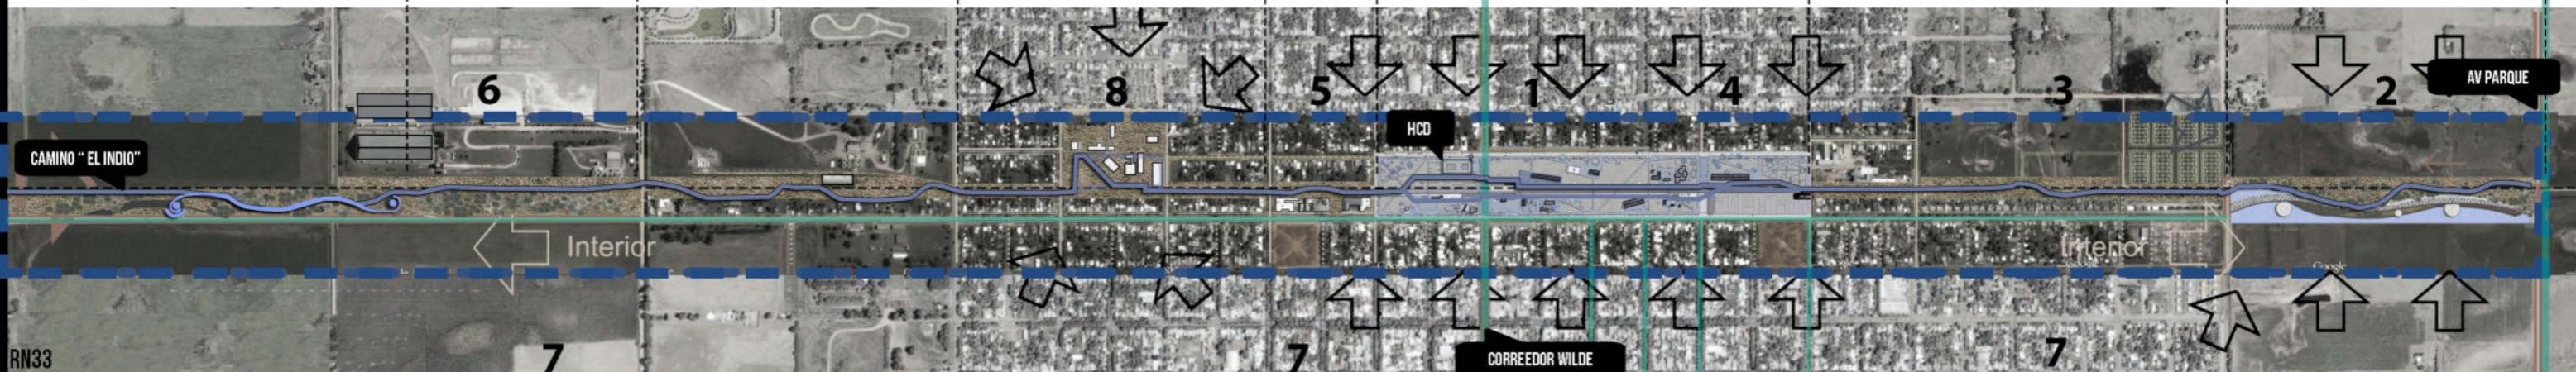 6
8
5
1
4
3
2
AV PARQUE
HCD
CAMINO “ EL INDIO”
Interior
Interior
Google
RN33
7
7
CORREEDOR WILDE
7